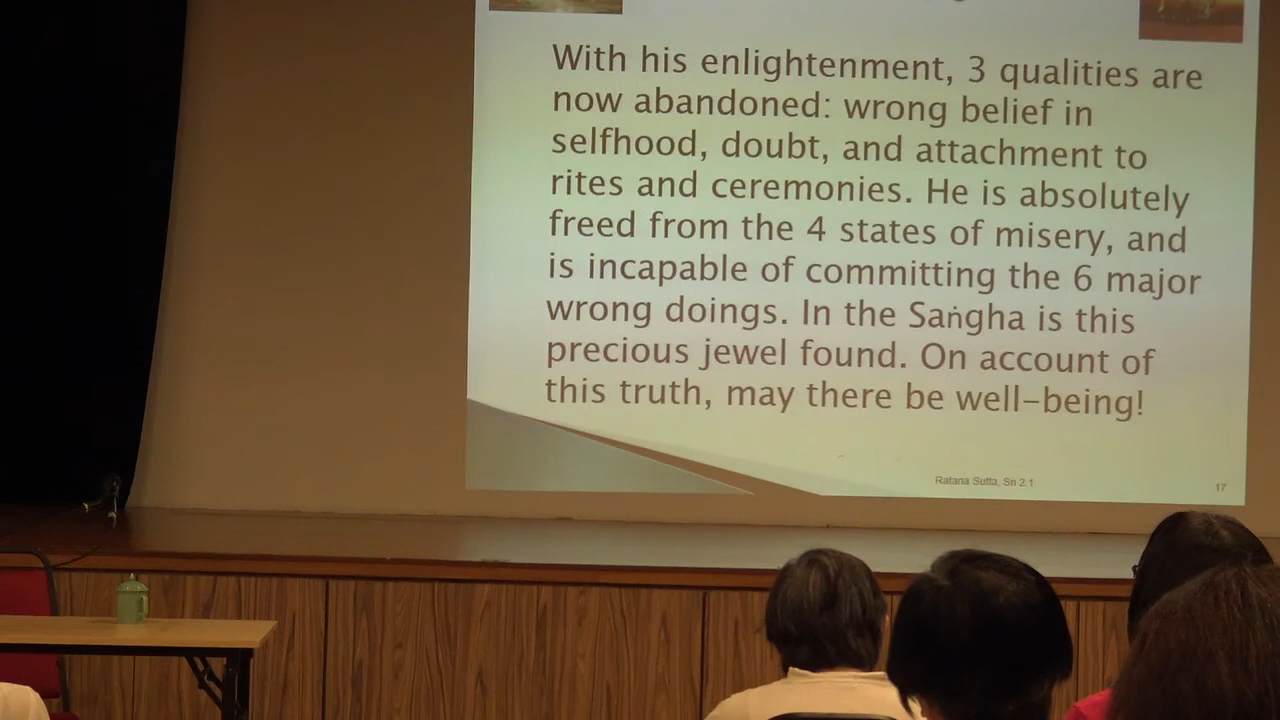 With his enlightenment, 3 qualities are
now abandoned: wrong belief in
selfhood, doubt, and attachment to
rites and ceremonies. He is absolutely
freed from the 4 states of misery, and
is incapable of committing the 6 major
wrong doings. In the Saṅgha is this
precious jewel found. On account of
this truth, may there be well-being!
Ratana Sutta, Sn 2.1
17